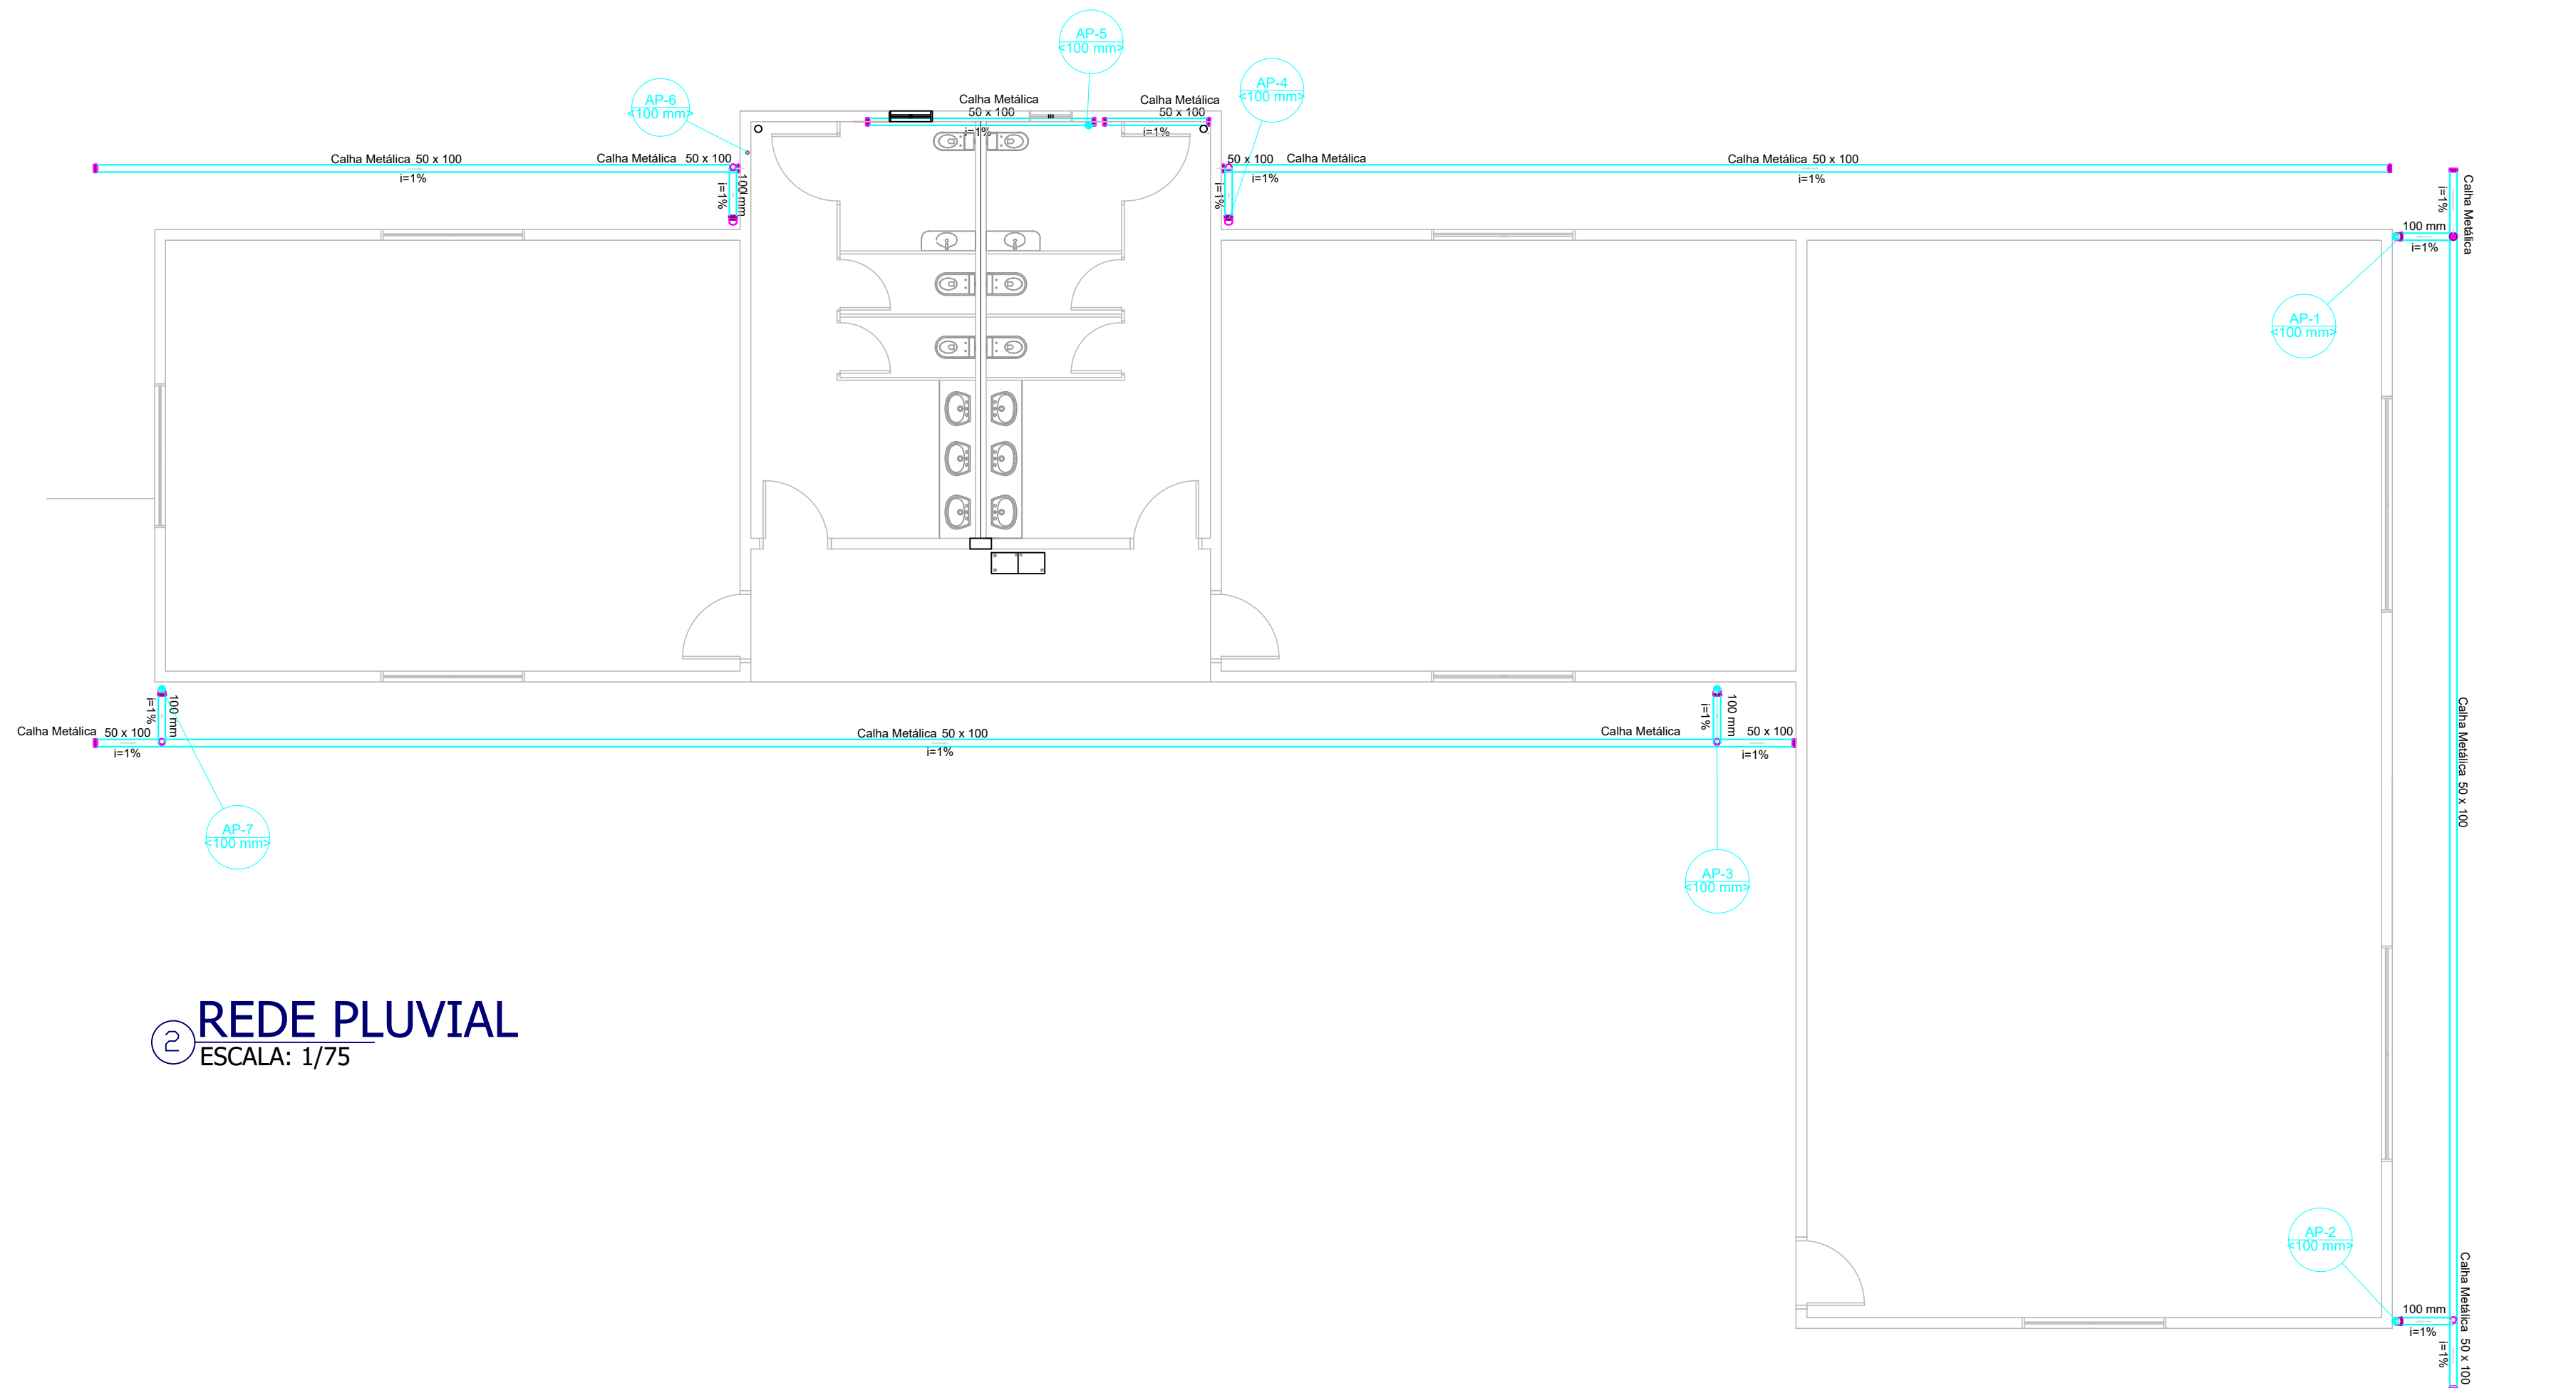 AP-5
<100 mm>
AP-4
<100 mm>
AP-6
<100 mm>
Calha Metálica
50 x 100
i=1%
Calha Metálica
50 x 100
i=1%
Calha Metálica 50 x 100
i=1%
Calha Metálica 50 x 100
100 mm
i=1%
50 x 100 Calha Metálica
i=1%
i=1%
Calha Metálica 50 x 100
i=1%
Calha Metálica
i=1%
100 mm
i=1%
AP-1
<100 mm>
Calha Metálica 50 x 100
i=1%
100 mm
i=1%
Calha Metálica 50 x 100
i=1%
Calha Metálica 50 x 100
i=1%
100 mm
i=1%
Calha Metálica 50 x 100
AP-7
<100 mm>
AP-3
<100 mm>
2
REDE PLUVIAL
ESCALA: 1/75
AP-2
<100 mm>
100 mm
i=1%
i=1%
Calha Metálica 50 x 100